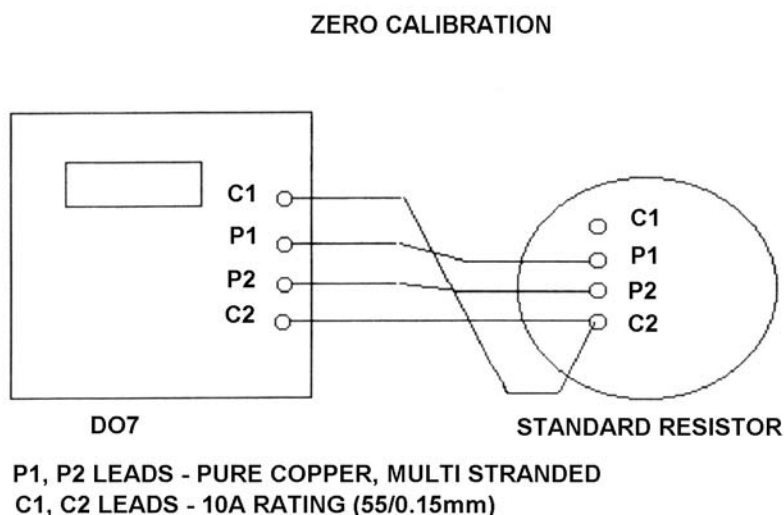 ZERO CALIBRATION
C1
P1
P2
C2
C1
P1
P2
C2
DO7
STANDARD RESISTOR
P1, P2 LEADS - PURE COPPER, MULTI STRANDED
C1, C2 LEADS - 10A RATING (55/0.15mm)